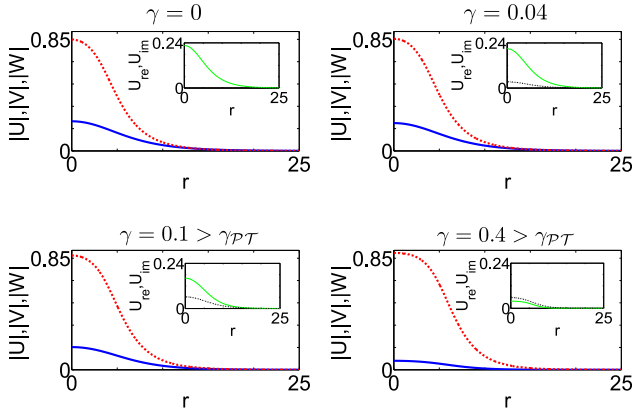 γ = 0
0.85
0
|U|,|V|,|W|
0
25
r
0.24
0
U_re,U_im
0
25
r
γ = 0.04
0.85
0
|U|,|V|,|W|
0
25
r
0.24
0
U_re,U_im
0
25
r
γ = 0.1 > γ_𝒫𝒯
0.85
0
|U|,|V|,|W|
0
25
r
0.24
0
U_re,U_im
0
25
r
γ = 0.4 > γ_𝒫𝒯
0.85
0
|U|,|V|,|W|
0
25
r
0.24
0
U_re,U_im
0
25
r